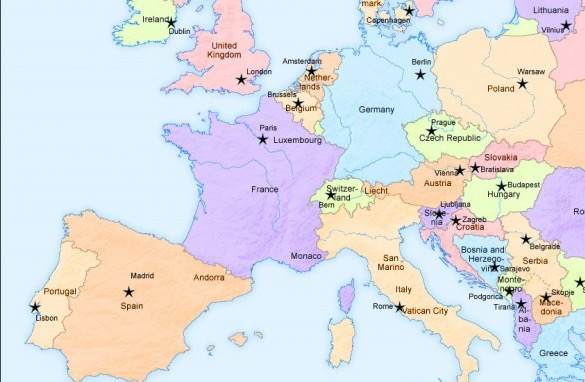 mark
Copenhagen
Lithuania
Vilnius
Ireland
Dublin
United
Kingdom
London
Amsterdam
Nether-
lands
Brussels
Belgium
Berlin
Germany
Warsaw
Poland
Paris
Luxembourg
Prague
Czech Republic
France
Switzer-
land
Bern
Liecht.
Vienna
Austria
Slovakia
Bratislava
Budapest
Hungary
Ljubljana
Slove-
nia
Zagreb
Croatia
Ro
Monaco
San
Marino
Bosnia and
Herzego-
vina
Sarajevo
Belgrade
Serbia
Monte-
negro
Podgorica
Skopje
Mace-
donia
Tirana
Al-
ba-
nia
Andorra
Madrid
Spain
Portugal
Lisbon
Italy
Rome
Vatican City
Greece
S